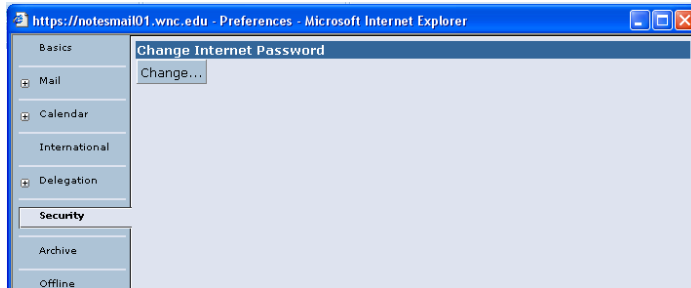 https://notesmail01.wnc.edu - Preferences - Microsoft Internet Explorer
Basics
Mail
Calendar
International
Delegation
Security
Archive
Offline
Change Internet Password
Change...